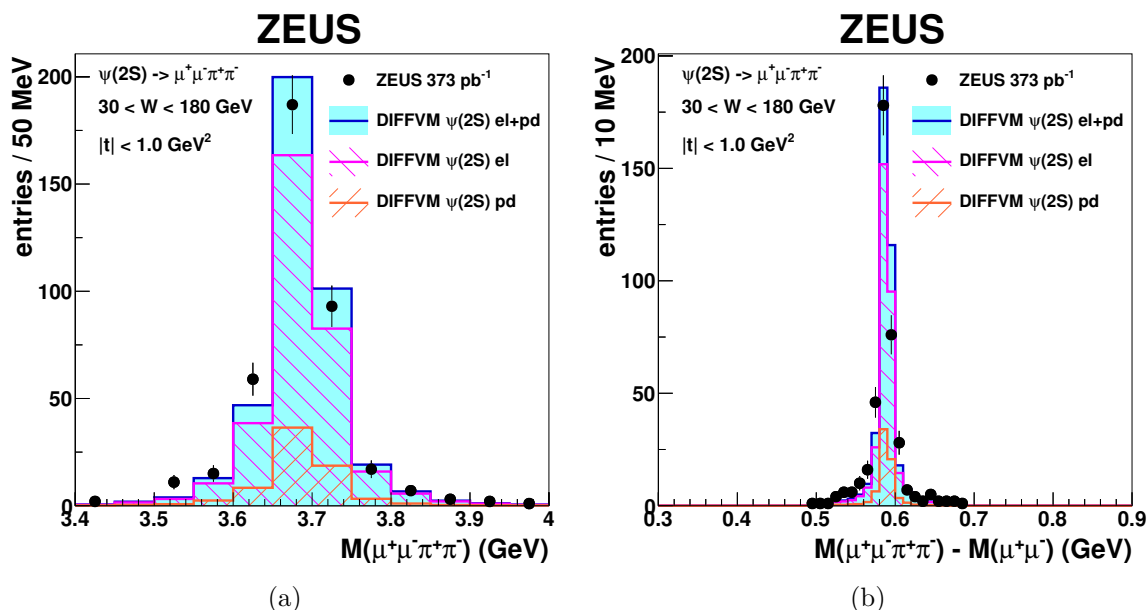 ZEUS
ψ(2S) -> μ⁺μ⁻π⁺π⁻
30 < W < 180 GeV
|t| < 1.0 GeV²
ZEUS 373 pb⁻¹
DIFFVM ψ(2S) el+pd
DIFFVM ψ(2S) el
DIFFVM ψ(2S) pd
entries / 50 MeV
200
150
100
50
0
3.4 3.5 3.6 3.7 3.8 3.9 4
M(μ⁺μ⁻π⁺π⁻) (GeV)
(a)
ZEUS
ψ(2S) -> μ⁺μ⁻π⁺π⁻
30 < W < 180 GeV
|t| < 1.0 GeV²
ZEUS 373 pb⁻¹
DIFFVM ψ(2S) el+pd
DIFFVM ψ(2S) el
DIFFVM ψ(2S) pd
entries / 10 MeV
200
150
100
50
0
0.3 0.4 0.5 0.6 0.7 0.8 0.9
M(μ⁺μ⁻π⁺π⁻) - M(μ⁺μ⁻) (GeV)
(b)